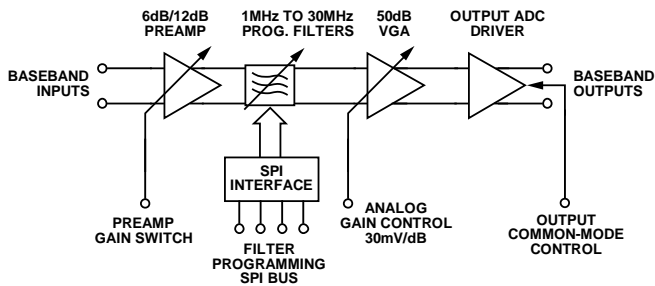 6dB/12dB
PREAMP
1MHz TO 30MHz
PROG. FILTERS
50dB
VGA
OUTPUT ADC
DRIVER
BASEBAND
INPUTS
BASEBAND
OUTPUTS
SPI
INTERFACE
PREAMP
GAIN SWITCH
FILTER
PROGRAMMING
SPI BUS
ANALOG
GAIN CONTROL
30mV/dB
OUTPUT
COMMON-MODE
CONTROL